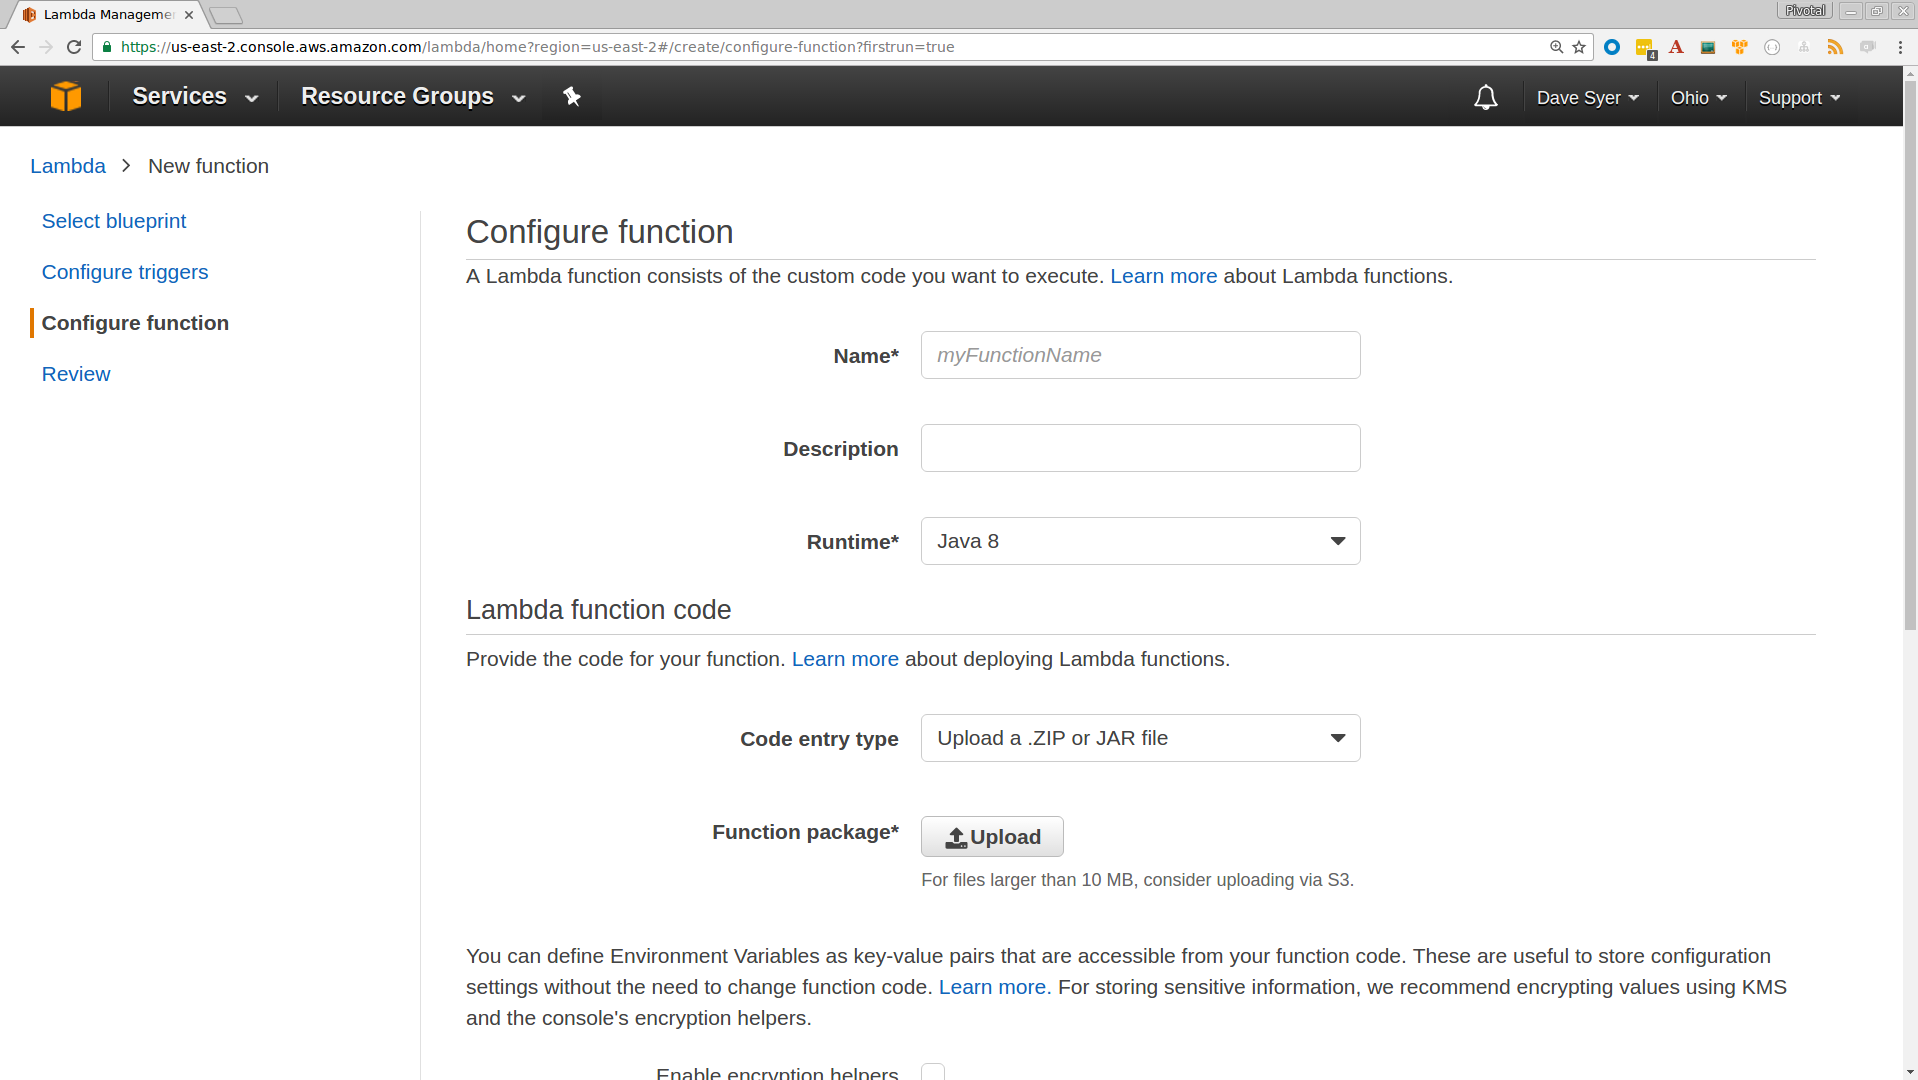 Lambda Manageme
Pivotal
https://us-east-2.console.aws.amazon.com/lambda/home?region=us-east-2#/create/configure-function?firstrun=true
4
A
Services
Resource Groups
Dave Syer
Ohio
Support
Lambda > New function
Select blueprint
Configure triggers
Configure function
Review
Configure function
A Lambda function consists of the custom code you want to execute. Learn more about Lambda functions.
Name*
myFunctionName
Description
Runtime*
Java 8
Lambda function code
Provide the code for your function. Learn more about deploying Lambda functions.
Code entry type
Upload a .ZIP or JAR file
Function package*
Upload
For files larger than 10 MB, consider uploading via S3.
You can define Environment Variables as key-value pairs that are accessible from your function code. These are useful to store configuration
settings without the need to change function code. Learn more. For storing sensitive information, we recommend encrypting values using KMS
and the console's encryption helpers.
Enable encryption helpers